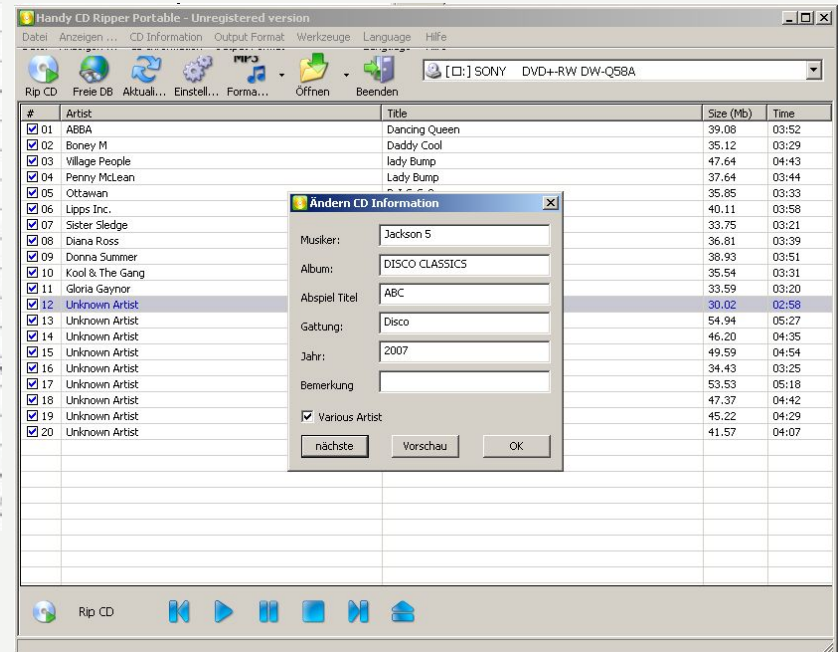 Handy CD Ripper Portable - Unregistered version
Datei Anzeigen ... CD Information Output Format Werkzeuge Language Hilfe
MP3
[D:] SONY DVD+-RW DW-Q58A
Rip CD Freie DB Aktuali... Einstell... Forma... Öffnen Beenden
# Artist Title Size (Mb) Time
01 ABBA Dancing Queen 39.08 03:52
02 Boney M Daddy Cool 35.12 03:29
03 Village People lady Bump 47.64 04:43
04 Penny McLean Lady Bump 37.64 03:44
05 Ottawan 35.85 03:33
06 Lipps Inc. 40.11 03:58
07 Sister Sledge 33.75 03:21
08 Diana Ross 36.81 03:39
09 Donna Summer 38.93 03:51
10 Kool & The Gang 35.54 03:31
11 Gloria Gaynor 33.59 03:20
12 Unknown Artist 30.02 02:58
13 Unknown Artist 54.94 05:27
14 Unknown Artist 46.20 04:35
15 Unknown Artist 49.59 04:54
16 Unknown Artist 34.43 03:25
17 Unknown Artist 53.53 05:18
18 Unknown Artist 47.37 04:42
19 Unknown Artist 45.22 04:29
20 Unknown Artist 41.57 04:07
Ändern CD Information
Musiker: Jackson 5
Album: DISCO CLASSICS
Abspiel Titel ABC
Gattung: Disco
Jahr: 2007
Bemerkung
Various Artist
nächste Vorschau OK
Rip CD